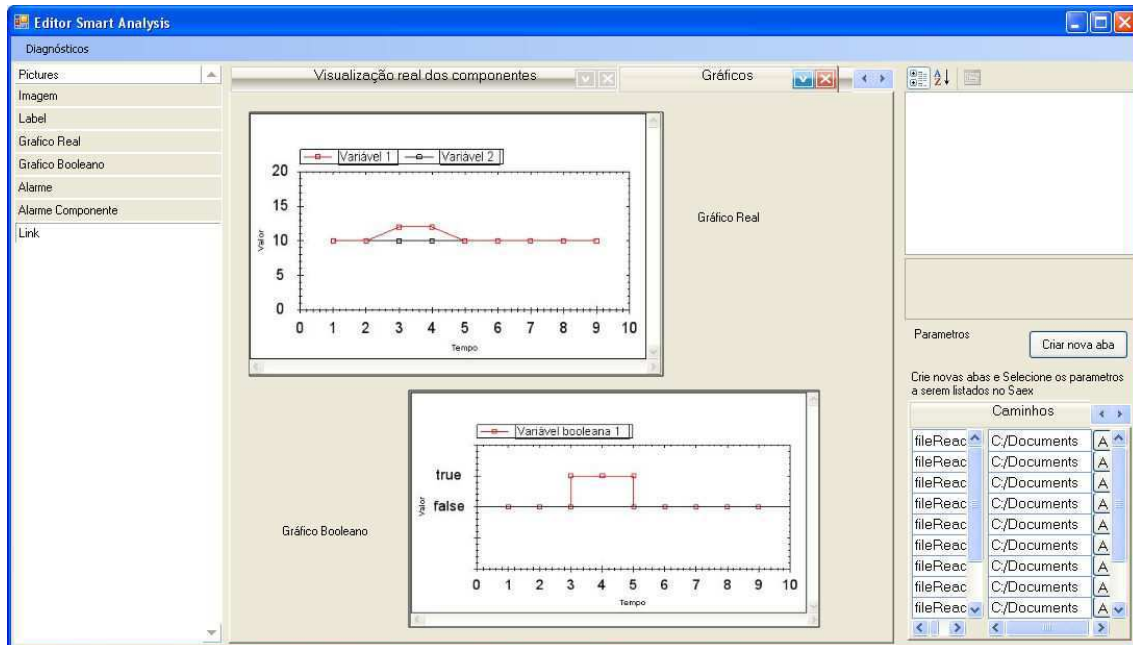 Editor Smart Analysis
Diagnósticos
Pictures
Imagem
Label
Grafico Real
Grafico Booleano
Alarme
Alarme Componente
Link
Visualização real dos componentes
Gráficos
Variável 1 Variável 2
20
15
10
5
0
Valor
0 1 2 3 4 5 6 7 8 9 10
Tempo
Gráfico Real
Variável booleana 1
true
false
Valor
0 1 2 3 4 5 6 7 8 9 10
Tempo
Gráfico Booleano
Parametros
Criar nova aba
Crie novas abas e Selecione os parametros
a serem listados no Saex
Caminhos
fileReac C:/Documents A
fileReac C:/Documents A
fileReac C:/Documents A
fileReac C:/Documents A
fileReac C:/Documents A
fileReac C:/Documents A
fileReac C:/Documents A
fileReac C:/Documents A
fileReac C:/Documents A